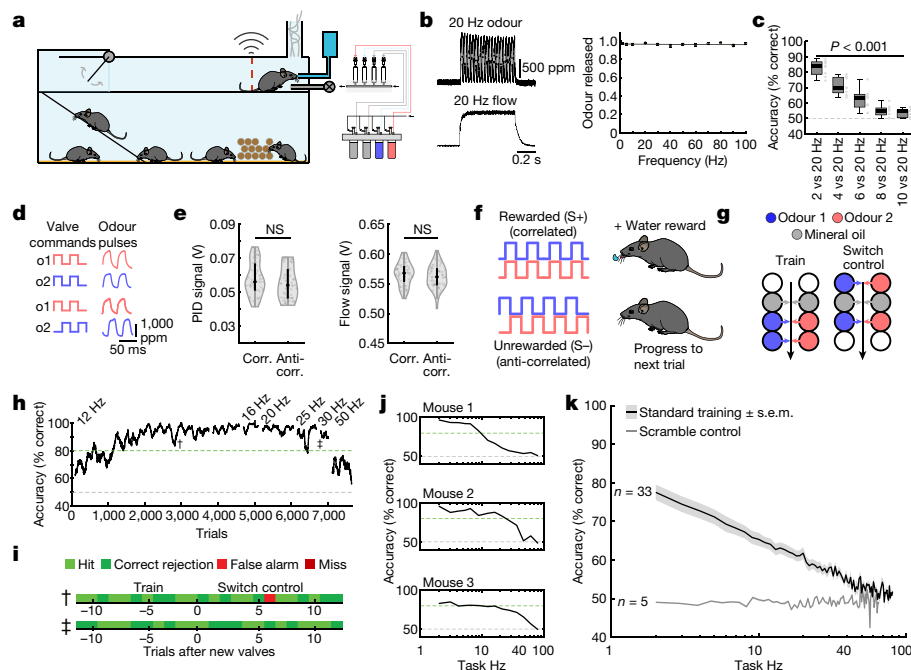 a
b
20 Hz odour
500 ppm
20 Hz flow
0.2 s
Odour released
1.0
0.8
0.6
0.4
0.2
0
0 20 40 60 80 100
Frequency (Hz)
c
P < 0.001
Accuracy (% correct)
100
90
80
70
60
50
40
2 vs 20 Hz
4 vs 20 Hz
6 vs 20 Hz
8 vs 20 Hz
10 vs 20 Hz
d
Valve commands
Odour pulses
o1
o2
o1
o2
1,000 ppm
50 ms
e
NS
PID signal (V)
0.09
0.07
0.05
0.03
Corr. Anti-corr.
NS
Flow signal (V)
0.65
0.60
0.55
0.50
0.45
Corr. Anti-corr.
f
Rewarded (S+)
(correlated)
+ Water reward
Unrewarded (S–)
(anti-correlated)
Progress to
next trial
g
Odour 1 Odour 2
Mineral oil
Train
Switch control
h
12 Hz
16 Hz
20 Hz
25 Hz
30 Hz
50 Hz
Accuracy (% correct)
100
80
60
40
†
‡
0 1,000 2,000 3,000 4,000 5,000 6,000 7,000
Trials
i
Hit Correct rejection False alarm Miss
Train Switch control
†
–10 –5 0 5 10
‡
–10 –5 0 5 10
Trials after new valves
j
Mouse 1
100
50
Mouse 2
100
50
Mouse 3
100
50
Accuracy (% correct)
1 10 100
Task Hz
k
Standard training ± s.e.m.
Scramble control
n = 33
n = 5
Accuracy (% correct)
90
80
70
60
50
40
1 10 100
Task Hz